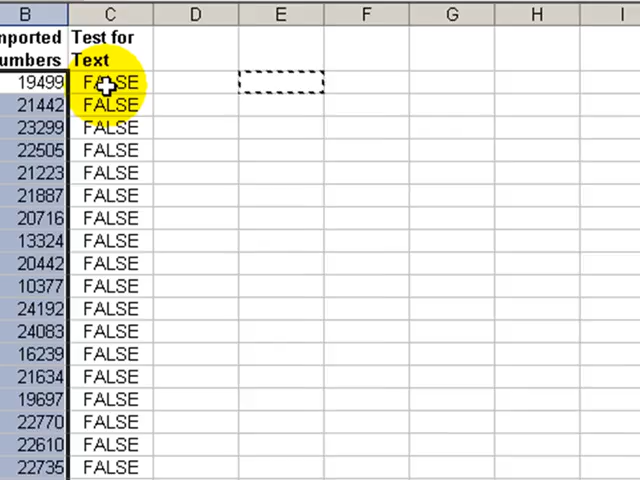 B C D E F G H I
mported Test for
umbers Text
19499 FALSE
21442 FALSE
23299 FALSE
22505 FALSE
21223 FALSE
21887 FALSE
20716 FALSE
13324 FALSE
20442 FALSE
10377 FALSE
24192 FALSE
24083 FALSE
16239 FALSE
21634 FALSE
19697 FALSE
22770 FALSE
22610 FALSE
22735 FALSE